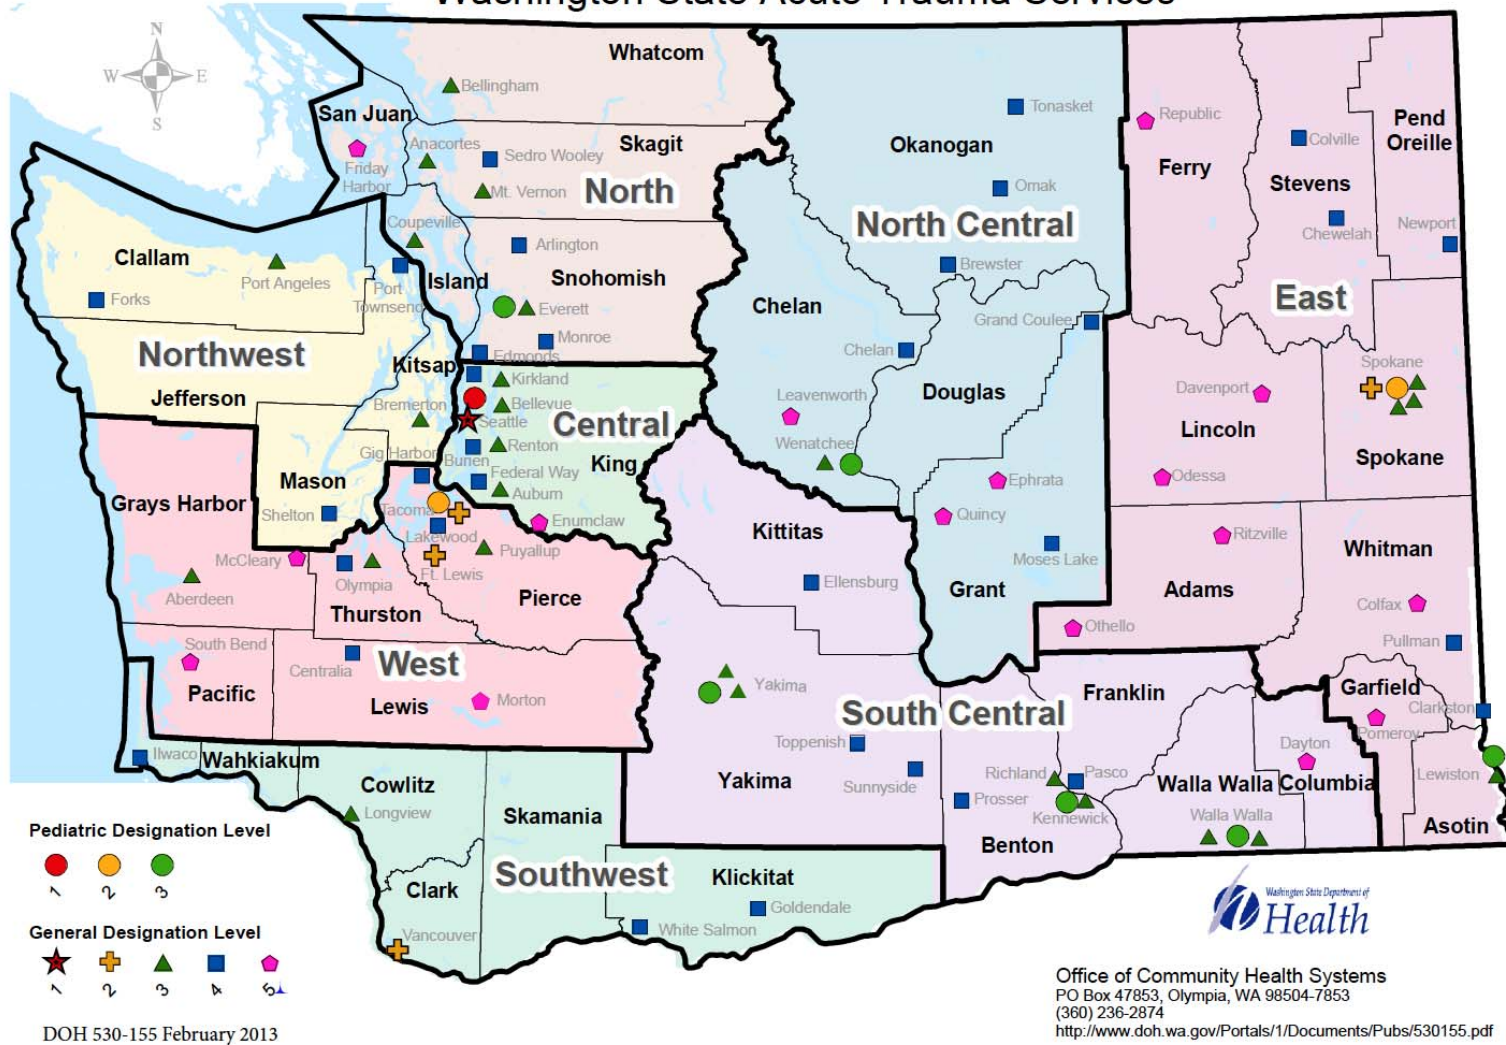 Washington State Acute Trauma Services
N
W
E
S
Whatcom
Bellingham
San Juan
Friday
Harbor
Anacortes
Sedro Wooley
Skagit
Mt. Vernon
North
Coupeville
Arlington
Island
Snohomish
Everett
Monroe
Edmonds
Clallam
Port Angeles
Forks
Port
Townsend
Northwest
Jefferson
Kitsap
Bremerton
Gig Harbor
Mason
Shelton
Kirkland
Bellevue
Seattle
Central
Renton
Burien
King
Federal Way
Auburn
Enumclaw
Okanogan
Tonasket
Omak
North Central
Brewster
Chelan
Grand Coulee
Chelan
Leavenworth
Douglas
Wenatchee
Ephrata
Quincy
Moses Lake
Grant
Republic
Ferry
Colville
Stevens
Chewelah
Pend
Oreille
Newport
East
Davenport
Lincoln
Odessa
Spokane
Spokane
Ritzville
Adams
Othello
Whitman
Colfax
Pullman
Garfield
Pomeroy
Clarkston
Lewiston
Asotin
Grays Harbor
McCleary
Aberdeen
Olympia
Thurston
Tacoma
Lakewood
Ft. Lewis
Puyallup
Pierce
South Bend
Pacific
Centralia
West
Lewis
Morton
Kittitas
Ellensburg
Yakima
South Central
Toppenish
Sunnyside
Yakima
Franklin
Richland
Pasco
Prosser
Kennewick
Benton
Walla Walla
Walla Walla
Dayton
Columbia
Ilwaco
Wahkiakum
Cowlitz
Longview
Skamania
Southwest
Clark
Vancouver
Klickitat
Goldendale
White Salmon
Pediatric Designation Level
1
2
3
General Designation Level
1
2
3
4
5
DOH 530-155 February 2013
Washington State Department of
Health
Office of Community Health Systems
PO Box 47853, Olympia, WA 98504-7853
(360) 236-2874
http://www.doh.wa.gov/Portals/1/Documents/Pubs/530155.pdf